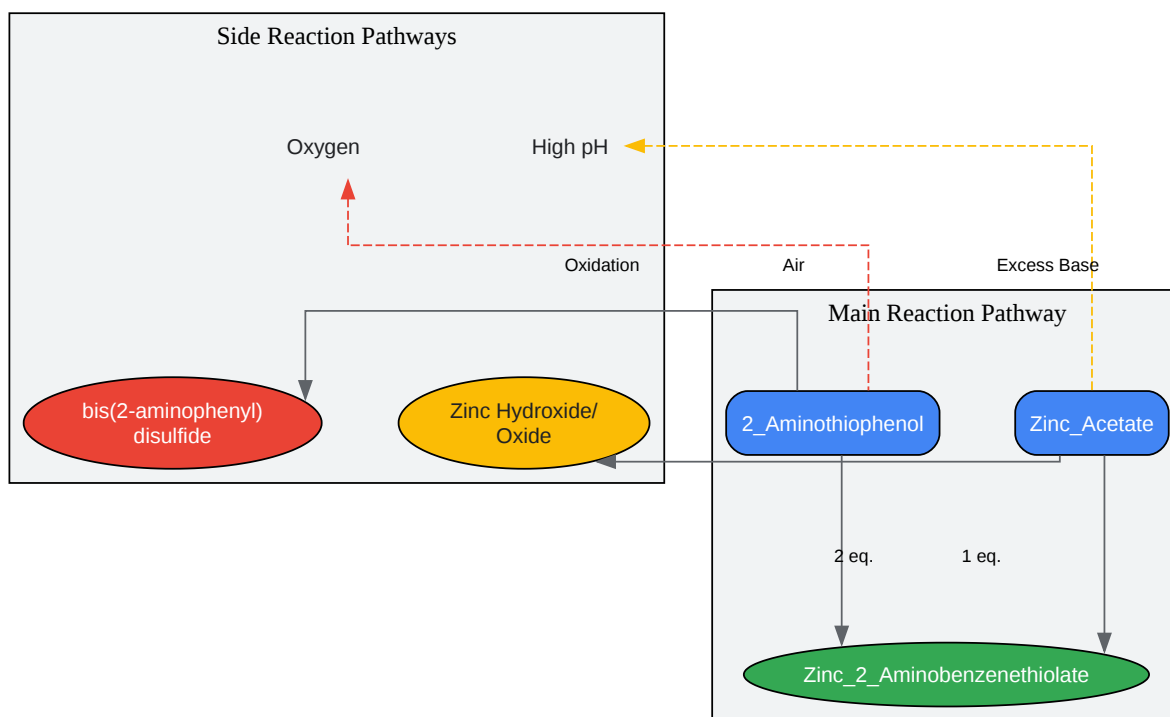 Side Reaction Pathways
Oxygen
High pH
Oxidation
Air
Excess Base
Main Reaction Pathway
bis(2-aminophenyl)
disulfide
Zinc Hydroxide/
Oxide
2_Aminothiophenol
Zinc_Acetate
2 eq.
1 eq.
Zinc_2_Aminobenzenethiolate